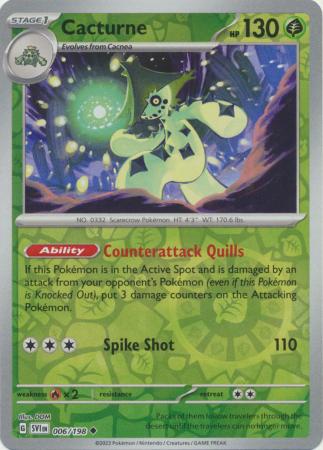 STAGE 1
Cacturne
HP 130
Evolves from Cacnea
NO. 0332 Scarecrow Pokémon HT: 4'3" WT: 170.6 lbs
Ability Counterattack Quills
If this Pokémon is in the Active Spot and is damaged by an
attack from your opponent's Pokémon (even if this Pokémon
is Knocked Out), put 3 damage counters on the Attacking
Pokémon.
Spike Shot 110
weakness ×2 resistance retreat
Illus. DOM
G SVI EN 006/198
Packs of them follow travelers through the
desert until the travelers can no longer move.
©2023 Pokémon / Nintendo / Creatures / GAME FREAK